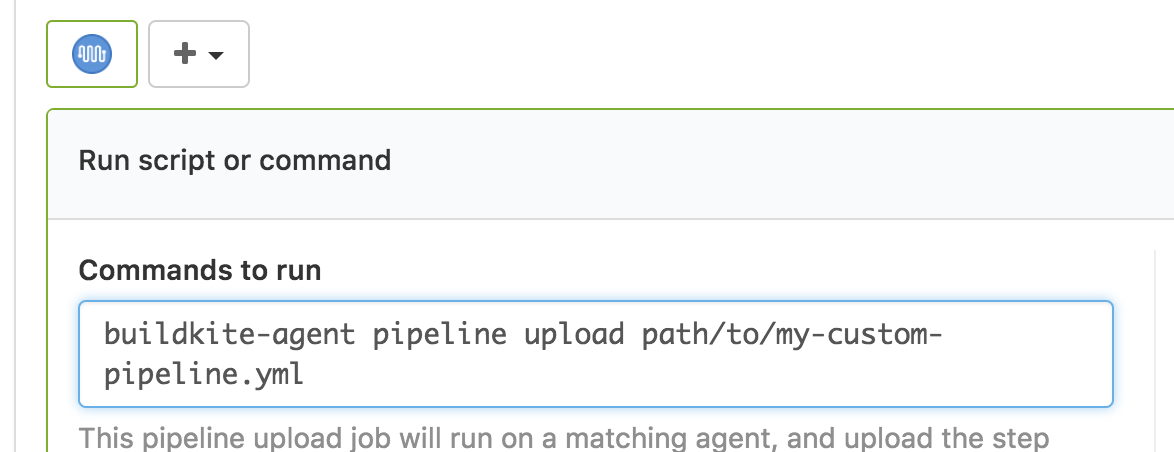 Run script or command
Commands to run
buildkite-agent pipeline upload path/to/my-custom-
pipeline.yml
This pipeline upload job will run on a matching agent, and upload the step